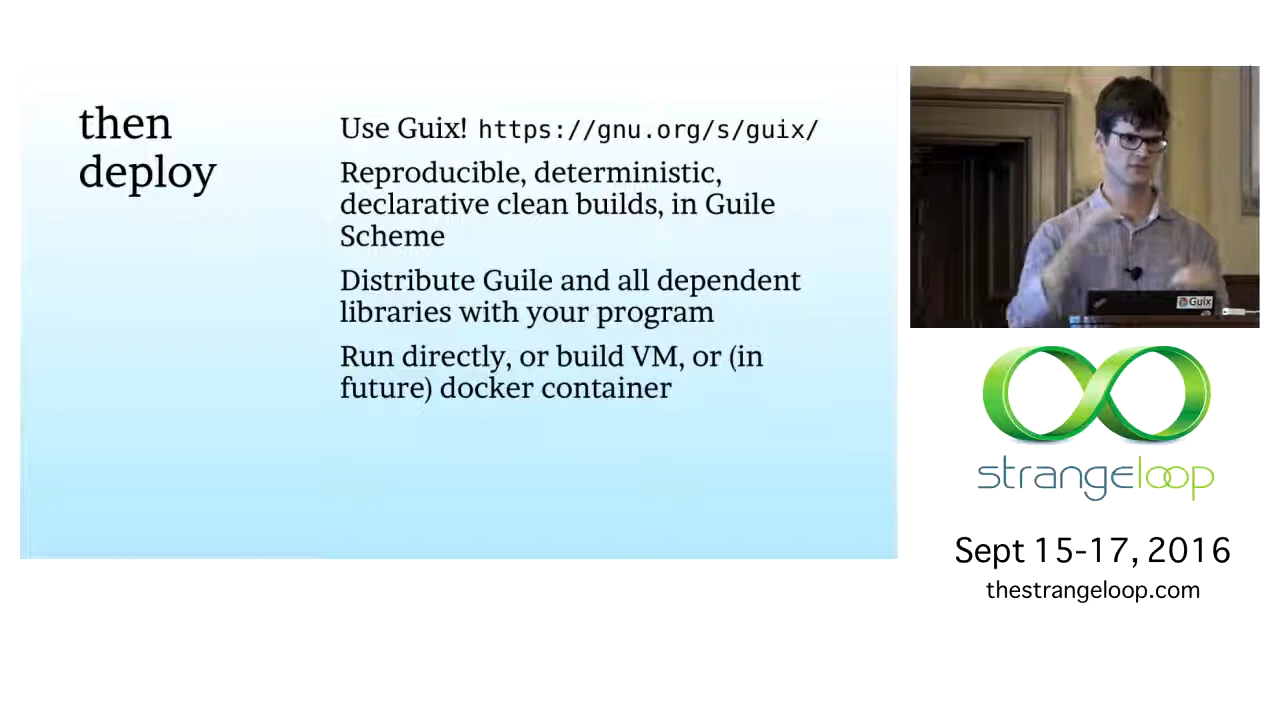 then
deploy
Use Guix! https://gnu.org/s/guix/
Reproducible, deterministic,
declarative clean builds, in Guile
Scheme
Distribute Guile and all dependent
libraries with your program
Run directly, or build VM, or (in
future) docker container
Guix
strangeloop
Sept 15-17, 2016
thestrangeloop.com